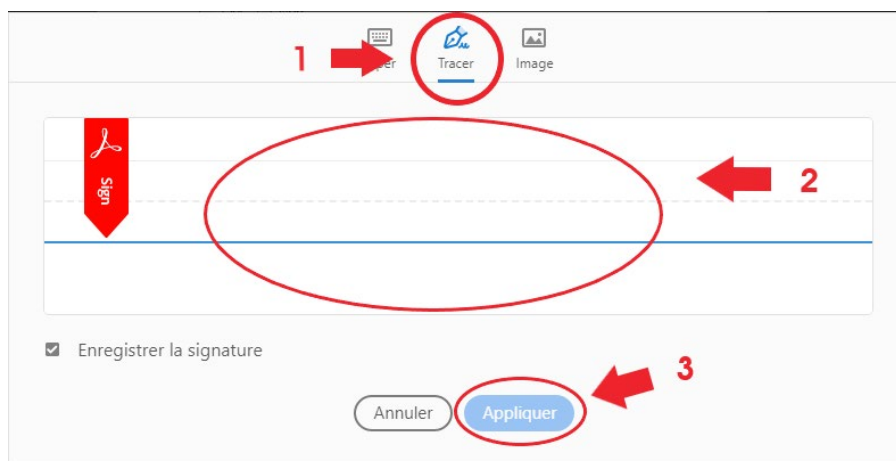 1
Tracer
Image
Sign
2
Enregistrer la signature
3
Annuler
Appliquer